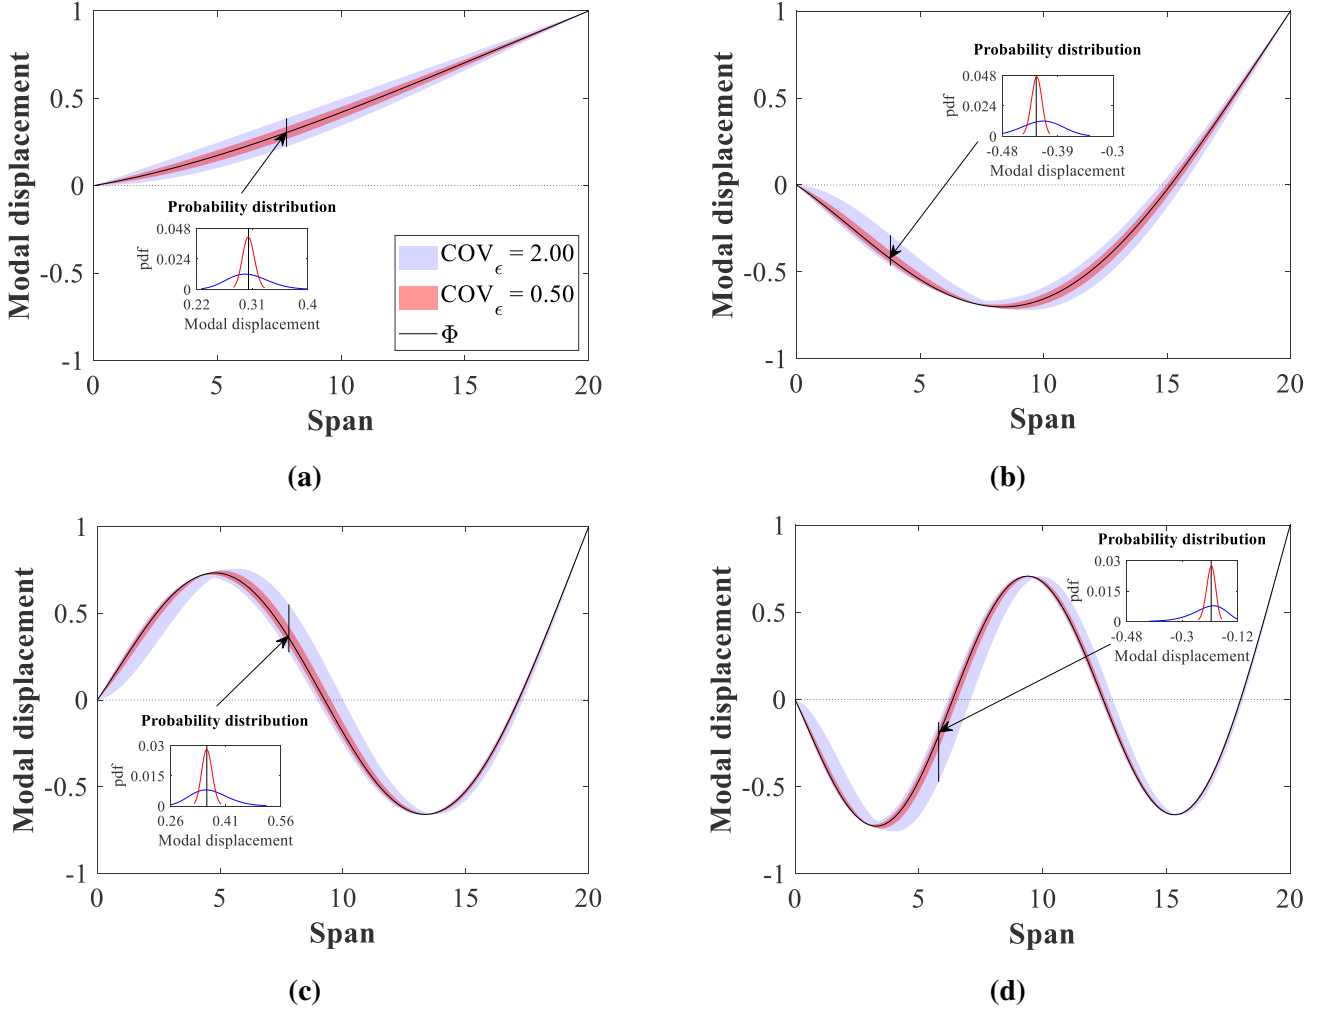 1
0.5
0
-0.5
-1
Modal displacement
0
5
10
15
20
Span
Probability distribution
0.048
0.024
0
pdf
0.22
0.31
0.4
Modal displacement
COV ϵ = 2.00
COV ϵ = 0.50
Φ
(a)
1
0.5
0
-0.5
-1
Modal displacement
0
5
10
15
20
Span
Probability distribution
0.048
0.024
0
pdf
-0.48
-0.39
-0.3
Modal displacement
(b)
1
0.5
0
-0.5
-1
Modal displacement
0
5
10
15
20
Span
Probability distribution
0.03
0.015
0
pdf
0.26
0.41
0.56
Modal displacement
(c)
1
0.5
0
-0.5
-1
Modal displacement
0
5
10
15
20
Span
Probability distribution
0.03
0.015
0
pdf
-0.48
-0.3
-0.12
Modal displacement
(d)